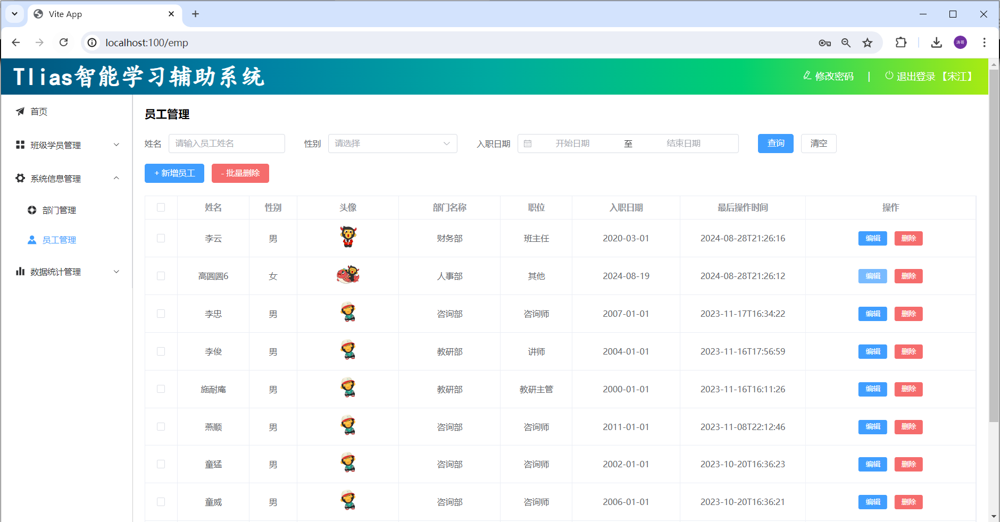 Vite App
localhost:100/emp
涛哥
Tlias智能学习辅助系统
修改密码 | 退出登录 【宋江】
首页
班级学员管理
系统信息管理
部门管理
员工管理
数据统计管理
员工管理
姓名 请输入员工姓名 性别 请选择 入职日期 开始日期 至 结束日期 查询 清空
+ 新增员工 - 批量删除
姓名 性别 头像 部门名称 职位 入职日期 最后操作时间 操作
李云 男 财务部 班主任 2020-03-01 2024-08-28T21:26:16 编辑 删除
高圆圆6 女 人事部 其他 2024-08-19 2024-08-28T21:26:12 编辑 删除
李忠 男 咨询部 咨询师 2007-01-01 2023-11-17T16:34:22 编辑 删除
李俊 男 教研部 讲师 2004-01-01 2023-11-16T17:56:59 编辑 删除
施耐庵 男 教研部 教研主管 2000-01-01 2023-11-16T16:11:26 编辑 删除
燕顺 男 咨询部 咨询师 2011-01-01 2023-11-08T22:12:46 编辑 删除
童猛 男 咨询部 咨询师 2002-01-01 2023-10-20T16:36:23 编辑 删除
童威 男 咨询部 咨询师 2006-01-01 2023-10-20T16:36:21 编辑 删除